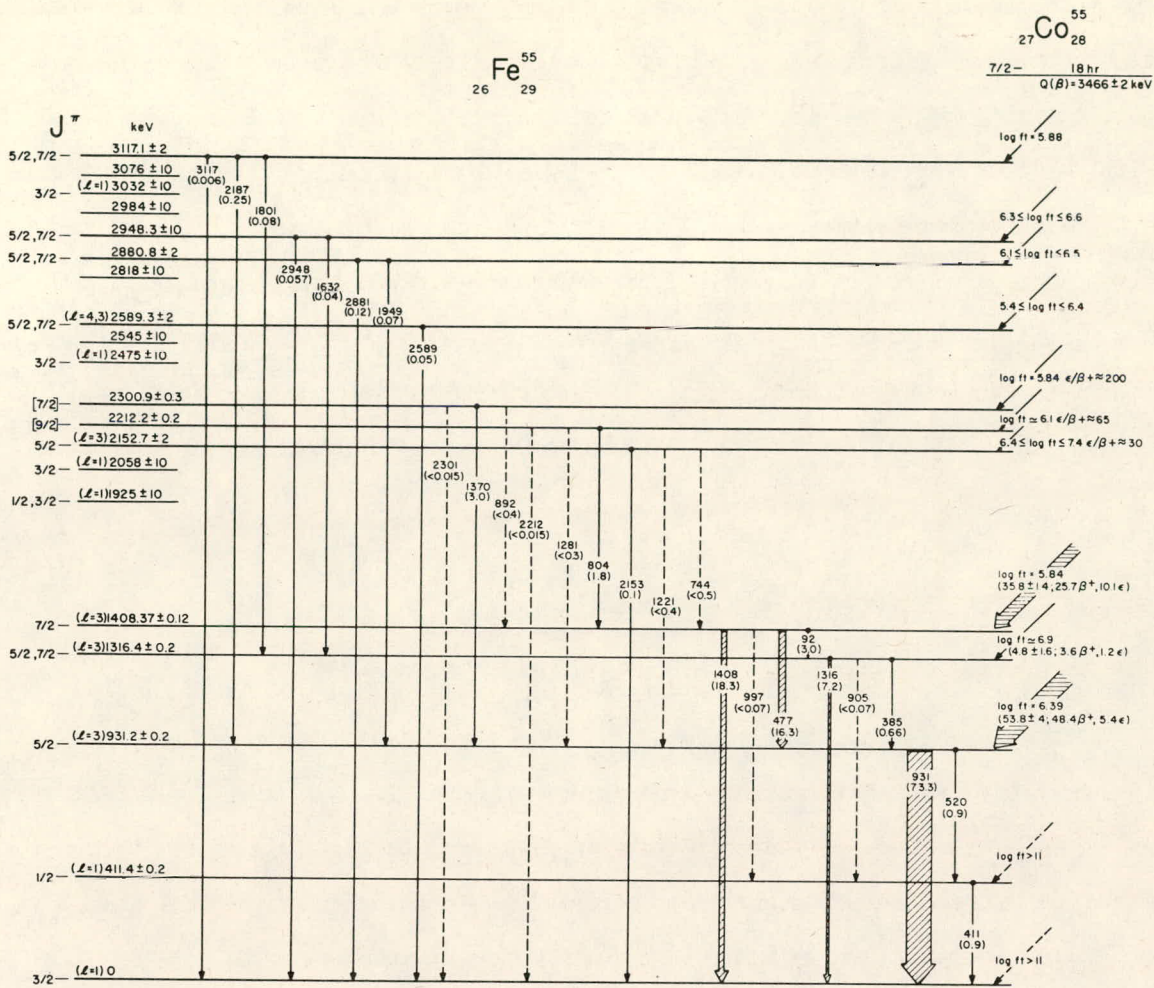 ₂₇Co₂₈⁵⁵
₂₆Fe₂₉⁵⁵
7/2− 18 hr
Q(β)=3466±2 keV
J^π keV
5/2,7/2− 3117.1±2
log ft = 5.88
3076±10
3/2− (ℓ=1)3032±10
2984±10
5/2,7/2− 2948.3±10
6.3≤log ft≤6.6
5/2,7/2− 2880.8±2
6.1≤log ft≤6.5
2818±10
3117
(0.006)
2187
(0.25)
1801
(0.08)
2948
(0.057)
1632
(0.04)
2881
(0.12)
1949
(0.07)
5/2,7/2− (ℓ=4,3)2589.3±2
5.4≤log ft≤6.4
2545±10
3/2− (ℓ=1)2475±10
2589
(0.05)
[7/2] 2300.9±0.3
log ft = 5.84 ε/β+≈200
[9/2] 2212.2±0.2
log ft ≃ 6.1 ε/β+≈65
5/2− (ℓ=3)2152.7±2
6.4≤log ft≤7.4 ε/β+≈30
3/2− (ℓ=1)2058±10
1/2,3/2− (ℓ=1)1925±10
2301
(<0.015)
1370
(3.0)
892
(<0.4)
2212
(<0.015)
1281
(<0.3)
804
(1.8)
2153
(0.1)
1221
(<0.4)
744
(<0.5)
log ft = 5.84
(35.8±1.4; 25.7β+, 10.1ε)
7/2− (ℓ=3)1408.37±0.12
5/2,7/2− (ℓ=3)1316.4±0.2
log ft≃6.9
(4.8±1.6; 3.6β+, 1.2ε)
1408
(18.3)
997
(<0.07)
477
(16.3)
92
(3.0)
1316
(7.2)
905
(<0.07)
385
(0.66)
log ft = 6.39
(53.8±4; 48.4β+, 5.4ε)
5/2− (ℓ=3)931.2±0.2
931
(73.3)
520
(0.9)
1/2− (ℓ=1)411.4±0.2
log ft>11
411
(0.9)
3/2− (ℓ=1)0
log ft>11